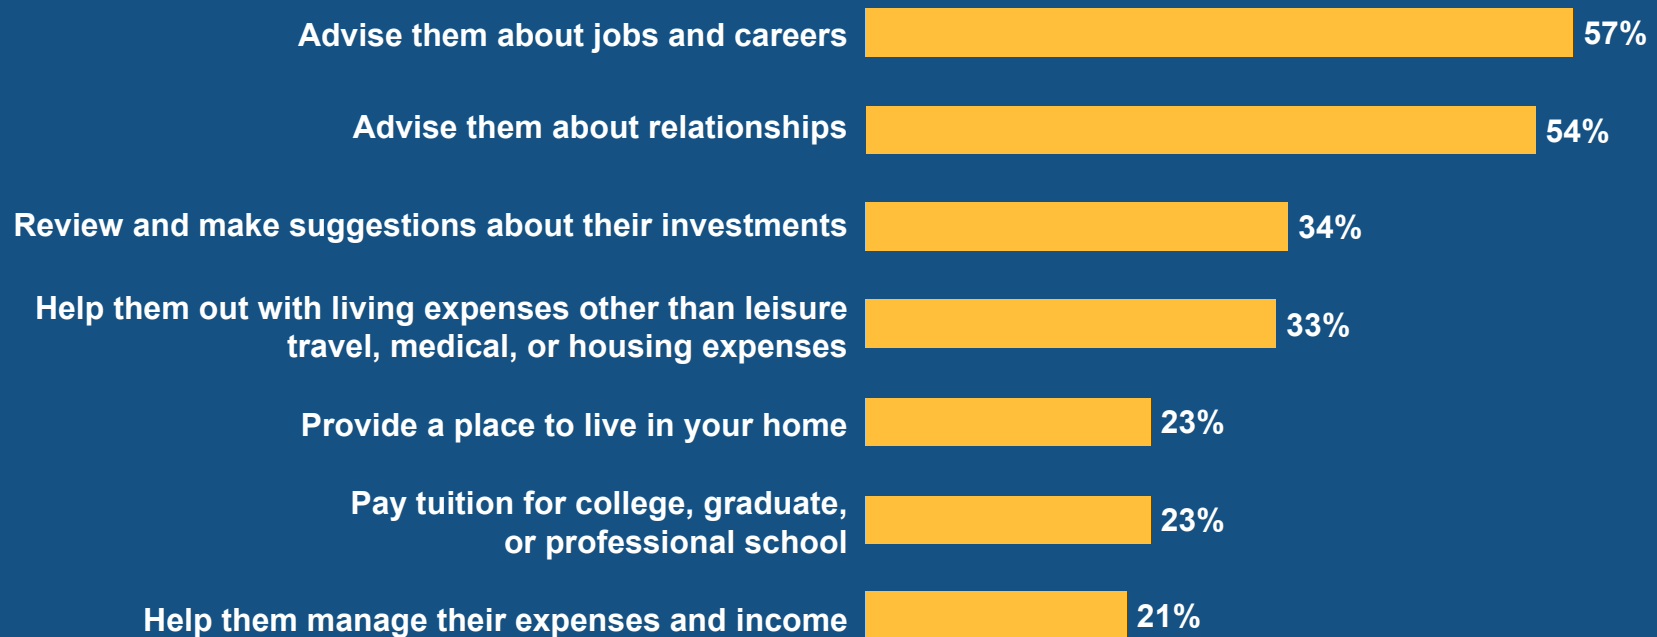 Advise them about jobs and careers 57%
Advise them about relationships 54%
Review and make suggestions about their investments 34%
Help them out with living expenses other than leisure
travel, medical, or housing expenses 33%
Provide a place to live in your home 23%
Pay tuition for college, graduate,
or professional school 23%
Help them manage their expenses and income 21%